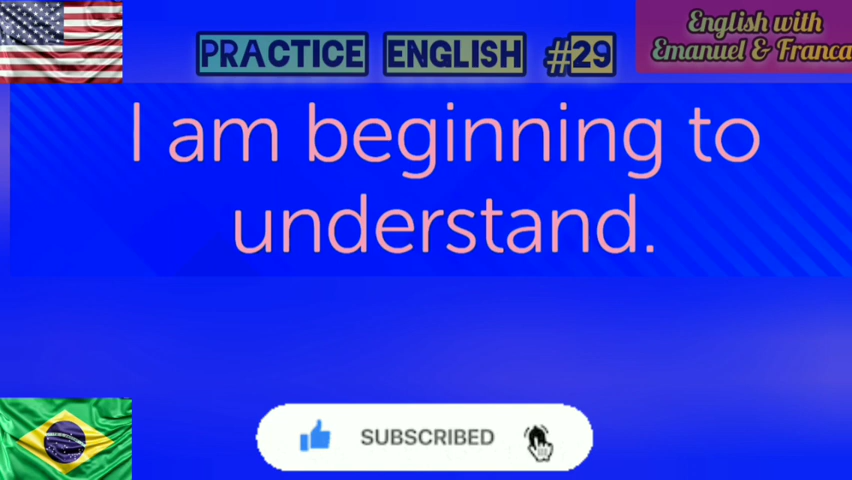 English with
Emanuel & Franca
PRACTICE ENGLISH #29
I am beginning to
understand.
SUBSCRIBED